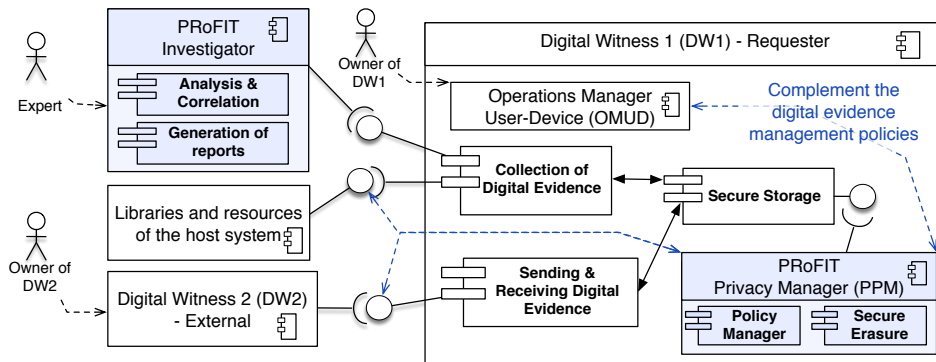 PRoFIT
Investigator
Analysis &
Correlation
Generation of
reports
Expert
Owner of
DW1
Digital Witness 1 (DW1) - Requester
Operations Manager
User-Device (OMUD)
Complement the
digital evidence
management policies
Collection of
Digital Evidence
Secure Storage
Libraries and resources
of the host system
Owner of
DW2
Digital Witness 2 (DW2)
- External
Sending &
Receiving Digital
Evidence
PRoFIT
Privacy Manager (PPM)
Policy
Manager
Secure
Erasure